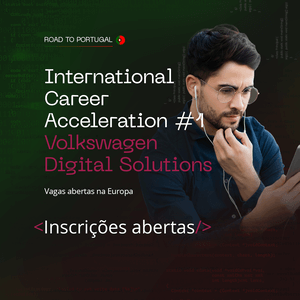 ROAD TO PORTUGAL
International
Career
Acceleration #1
Volkswagen
Digital Solutions
Vagas abertas na Europa
<Inscrições abertas/>